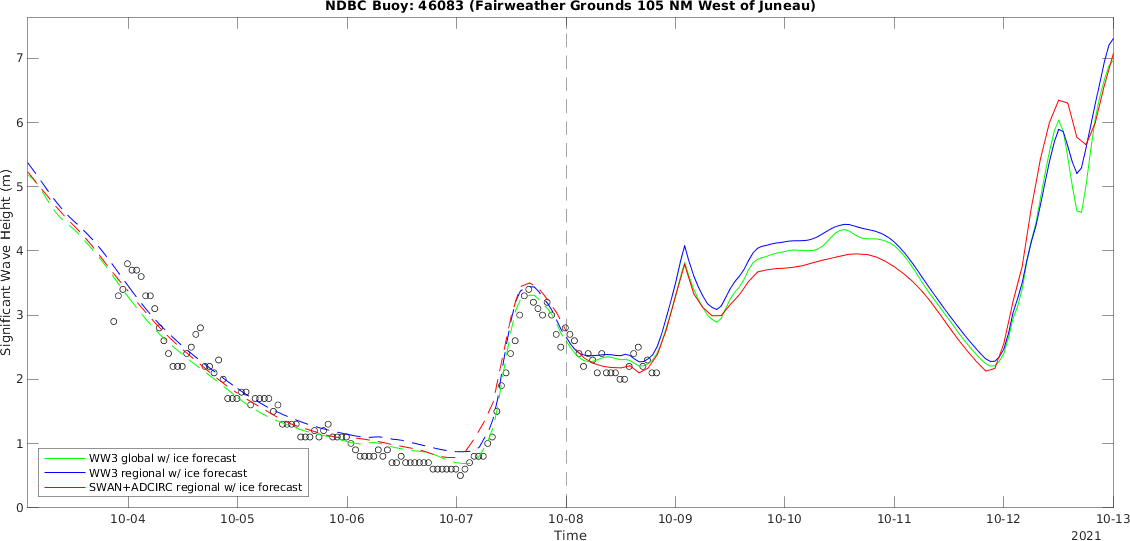 NDBC Buoy: 46083 (Fairweather Grounds 105 NM West of Juneau)
Significant Wave Height (m)
7
6
5
4
3
2
1
0
WW3 global w/ ice forecast
WW3 regional w/ ice forecast
SWAN+ADCIRC regional w/ ice forecast
10-04 10-05 10-06 10-07 10-08 10-09 10-10 10-11 10-12 10-13
Time
2021